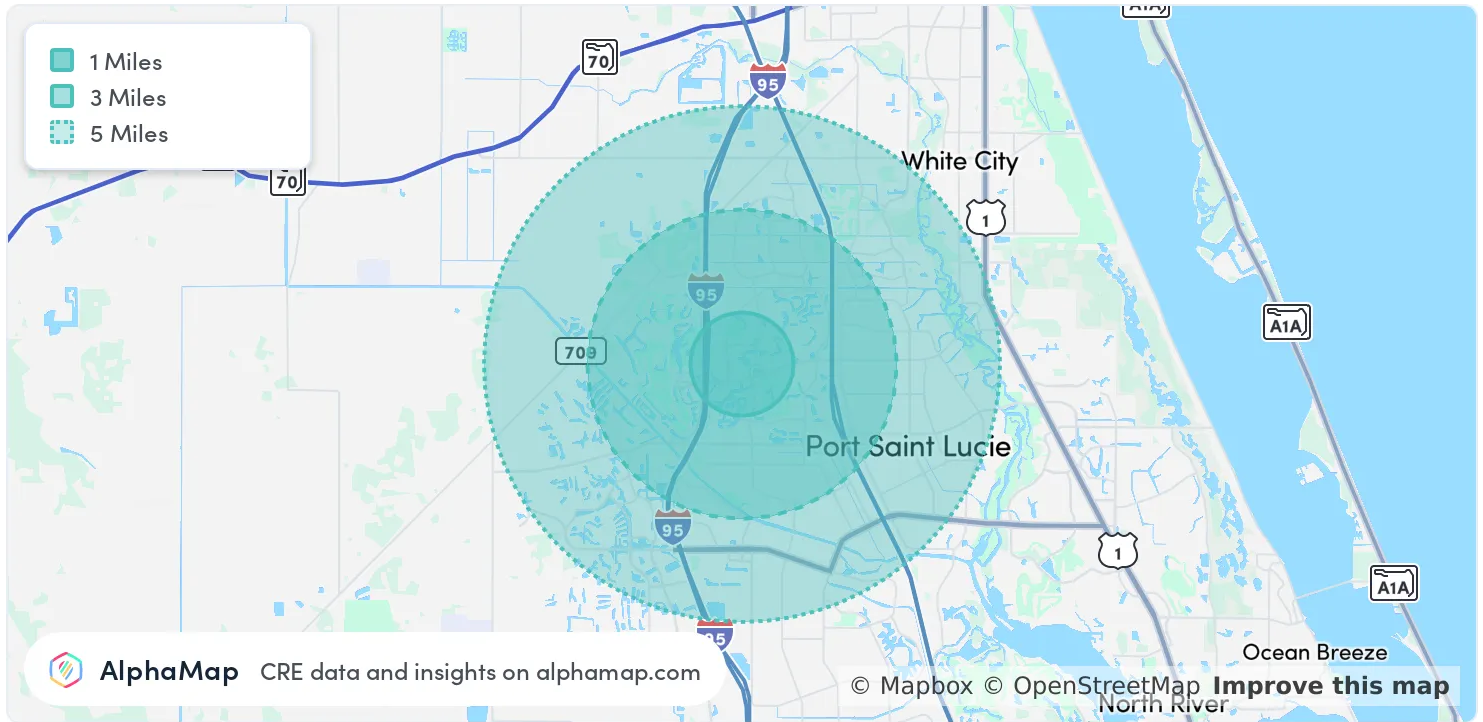 A1A
1 Miles
3 Miles
5 Miles
70
95
White City
70
1
95
A1A
709
Port Saint Lucie
95
1
A1A
95
Ocean Breeze
AlphaMap CRE data and insights on alphamap.com
© Mapbox © OpenStreetMap Improve this map
North River